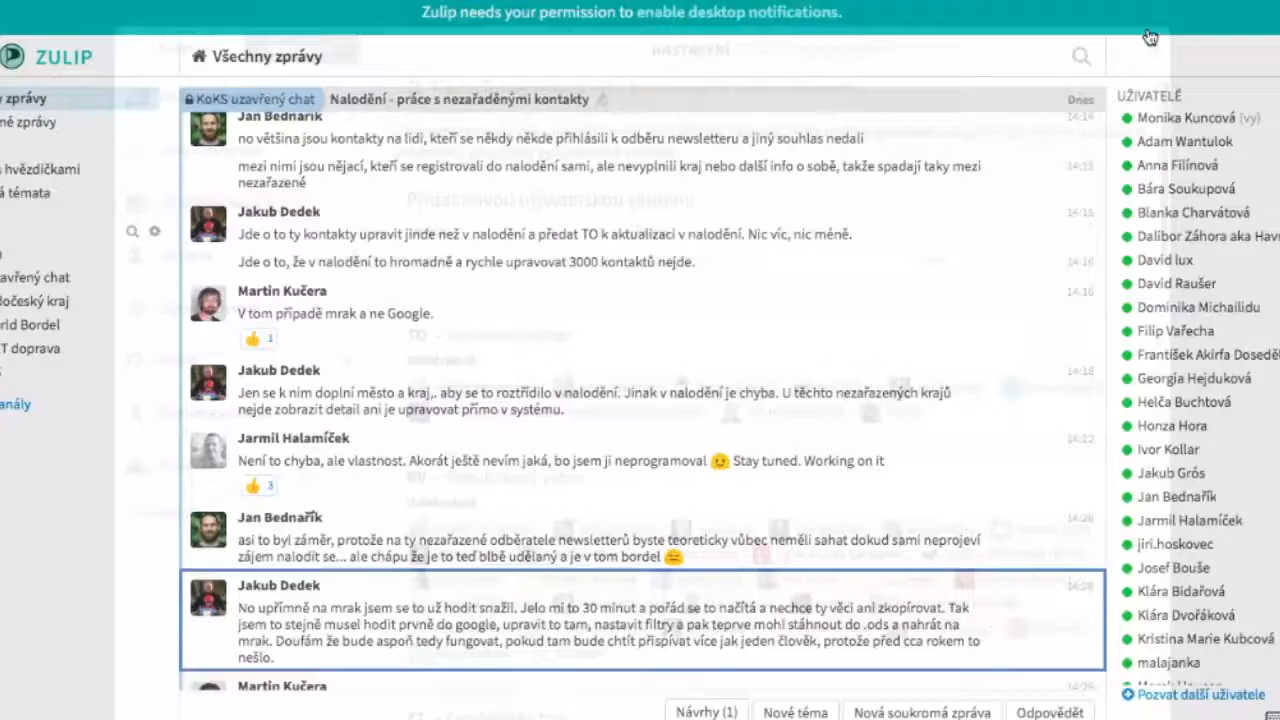 Zulip needs your permission to enable desktop notifications.
ZULIP
Všechny zprávy
NASTAVENÍ
y zprávy
mé zprávy
s hvězdičkami
á témata
avřený chat
dočeský kraj
rld Bordel
T doprava
anály
KoKS uzavřený chat
Nalodění - práce s nezařaděnými kontakty
Dnes
Jan Bednařík
14:14
no většina jsou kontakty na lidi, kteří se někdy někde přihlásili k odběru newsletteru a jiný souhlas nedali
mezi nimi jsou nějací, kteří se registrovali do nalodění sami, ale nevyplnili kraj nebo další info o sobě, takže spadají taky mezi
nezařazené
Jakub Dedek
Jde o to ty kontakty upravit jinde než v nalodění a předat TO k aktualizaci v nalodění. Nic víc, nic méně.
Jde o to, že v nalodění to hromadně a rychle upravovat 3000 kontaktů nejde.
14:16
Martin Kučera
14:16
V tom případě mrak a ne Google.
1
Jakub Dedek
14:18
Jen se k nim doplní město a kraj,. aby se to roztřídilo v nalodění. Jinak v nalodění je chyba. U těchto nezařazených krajů
nejde zobrazit detail ani je upravovat přímo v systému.
Jarmil Halamíček
14:22
Není to chyba, ale vlastnost. Akorát ještě nevím jaká, bo jsem ji neprogramoval Stay tuned. Working on it
3
Jan Bednařík
14:26
asi to byl záměr, protože na ty nezařazené odběratele newsletterů byste teoreticky vůbec neměli sahat dokud sami neprojeví
zájem nalodit se... ale chápu že je to teď blbě udělaný a je v tom bordel
Jakub Dedek
14:28
No upřímně na mrak jsem se to už hodit snažil. Jelo mi to 30 minut a pořád se to načítá a nechce ty věci ani zkopírovat. Tak
jsem to stejně musel hodit prvně do google, upravit to tam, nastavit filtry a pak teprve mohl stáhnout do .ods a nahrát na
mrak. Doufám že bude aspoň tedy fungovat, pokud tam bude chtít přispívat více jak jeden člověk, protože před cca rokem to
nešlo.
Martin Kučera
Návrhy (1)
Nové téma
Nová soukromá zpráva
Odpovědět
UŽIVATELÉ
Monika Kuncová (vy)
Adam Wantulok
Anna Filínová
Bára Soukupová
Blanka Charvátová
Dalibor Záhora aka Havr
David lux
David Raušer
Dominika Michailidu
Filip Vařecha
František Akirfa Doseděl
Georgia Hejduková
Helča Buchtová
Honza Hora
Ivor Kollar
Jakub Grós
Jan Bednařík
Jarmil Halamíček
jiri.hoskovec
Josef Bouše
Klára Bidařová
Klára Dvořáková
Kristina Marie Kubcová
malajanka
Pozvat další uživatele